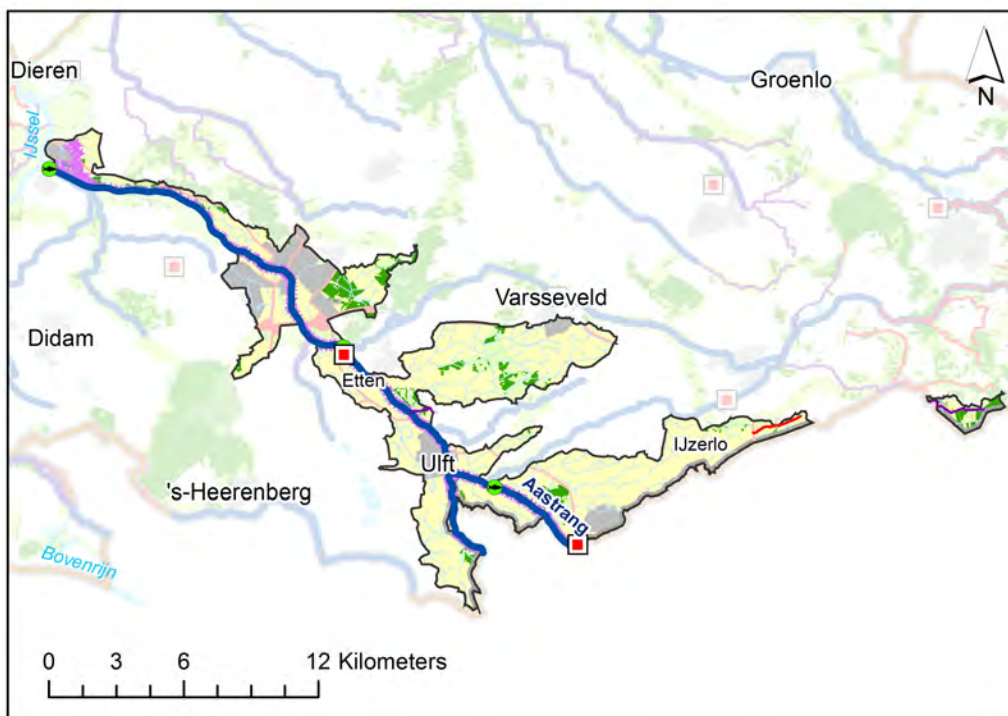 Dieren
Groenlo
N
IJssel
Varsseveld
Didam
Etten
IJzerlo
Ulft
Aastrang
's-Heerenberg
Bovenrijn
0 3 6 12 Kilometers